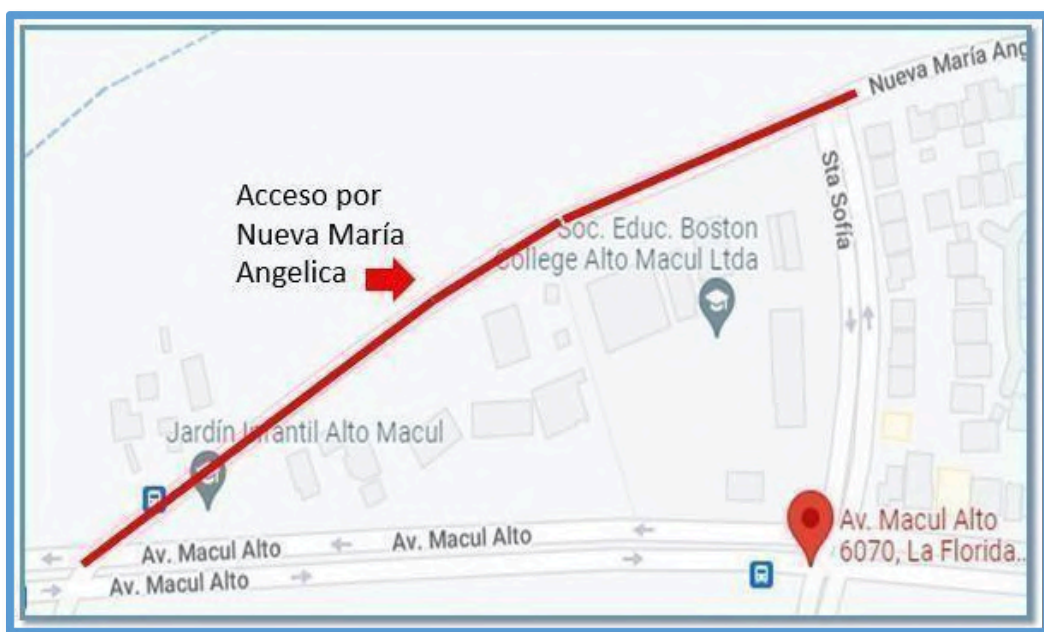 Nueva María Ang
Sta Sofía
Acceso por
Nueva María
Angelica
Soc. Educ. Boston
College Alto Macul Ltda
Jardín Infantil Alto Macul
Av. Macul Alto
Av. Macul Alto
Av. Macul Alto
Av. Macul Alto
6070, La Florida...